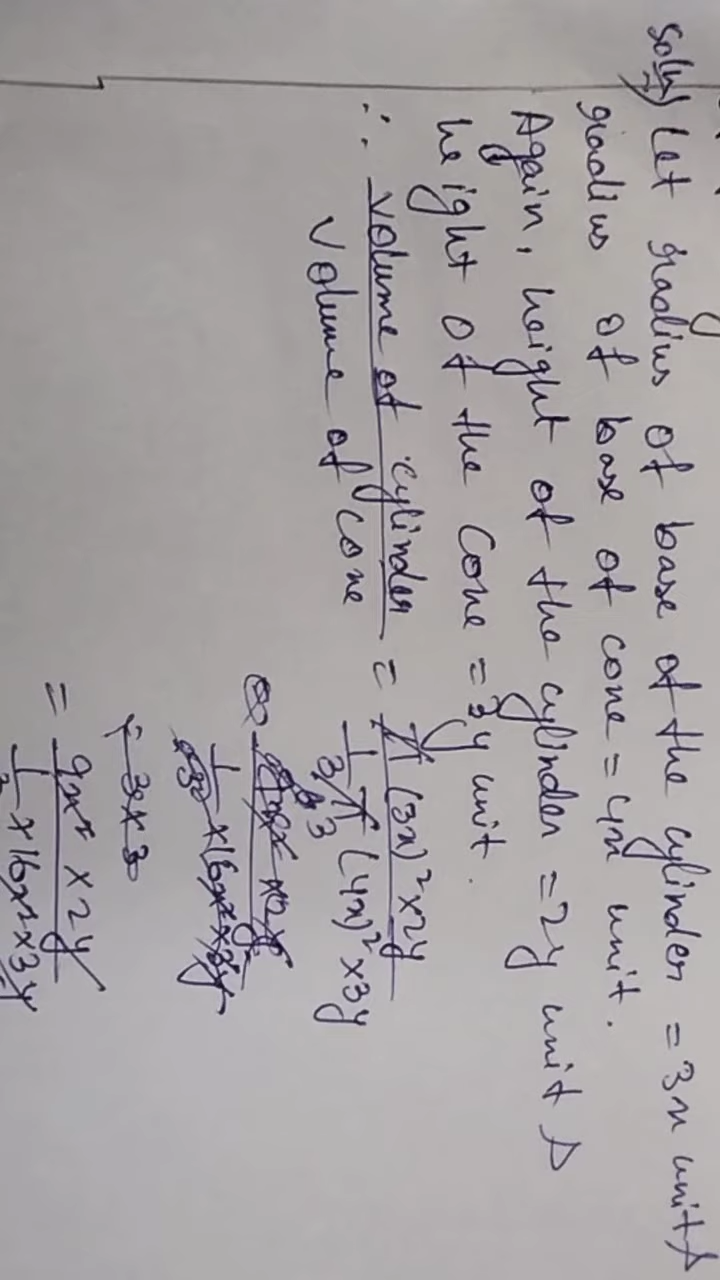 Soln) Let radius of base of the cylinder = 3x units
radius of base of cone = 4x unit.
Again, height of the cylinder = 2y unit s
height of the cone = 3y unit.
∴ volume of cylinder / volume of cone = π (3x)² × 2y / 1/3 π (4x)² × 3y
= 9x² × 2y / 1/3 × 16x² × 3y